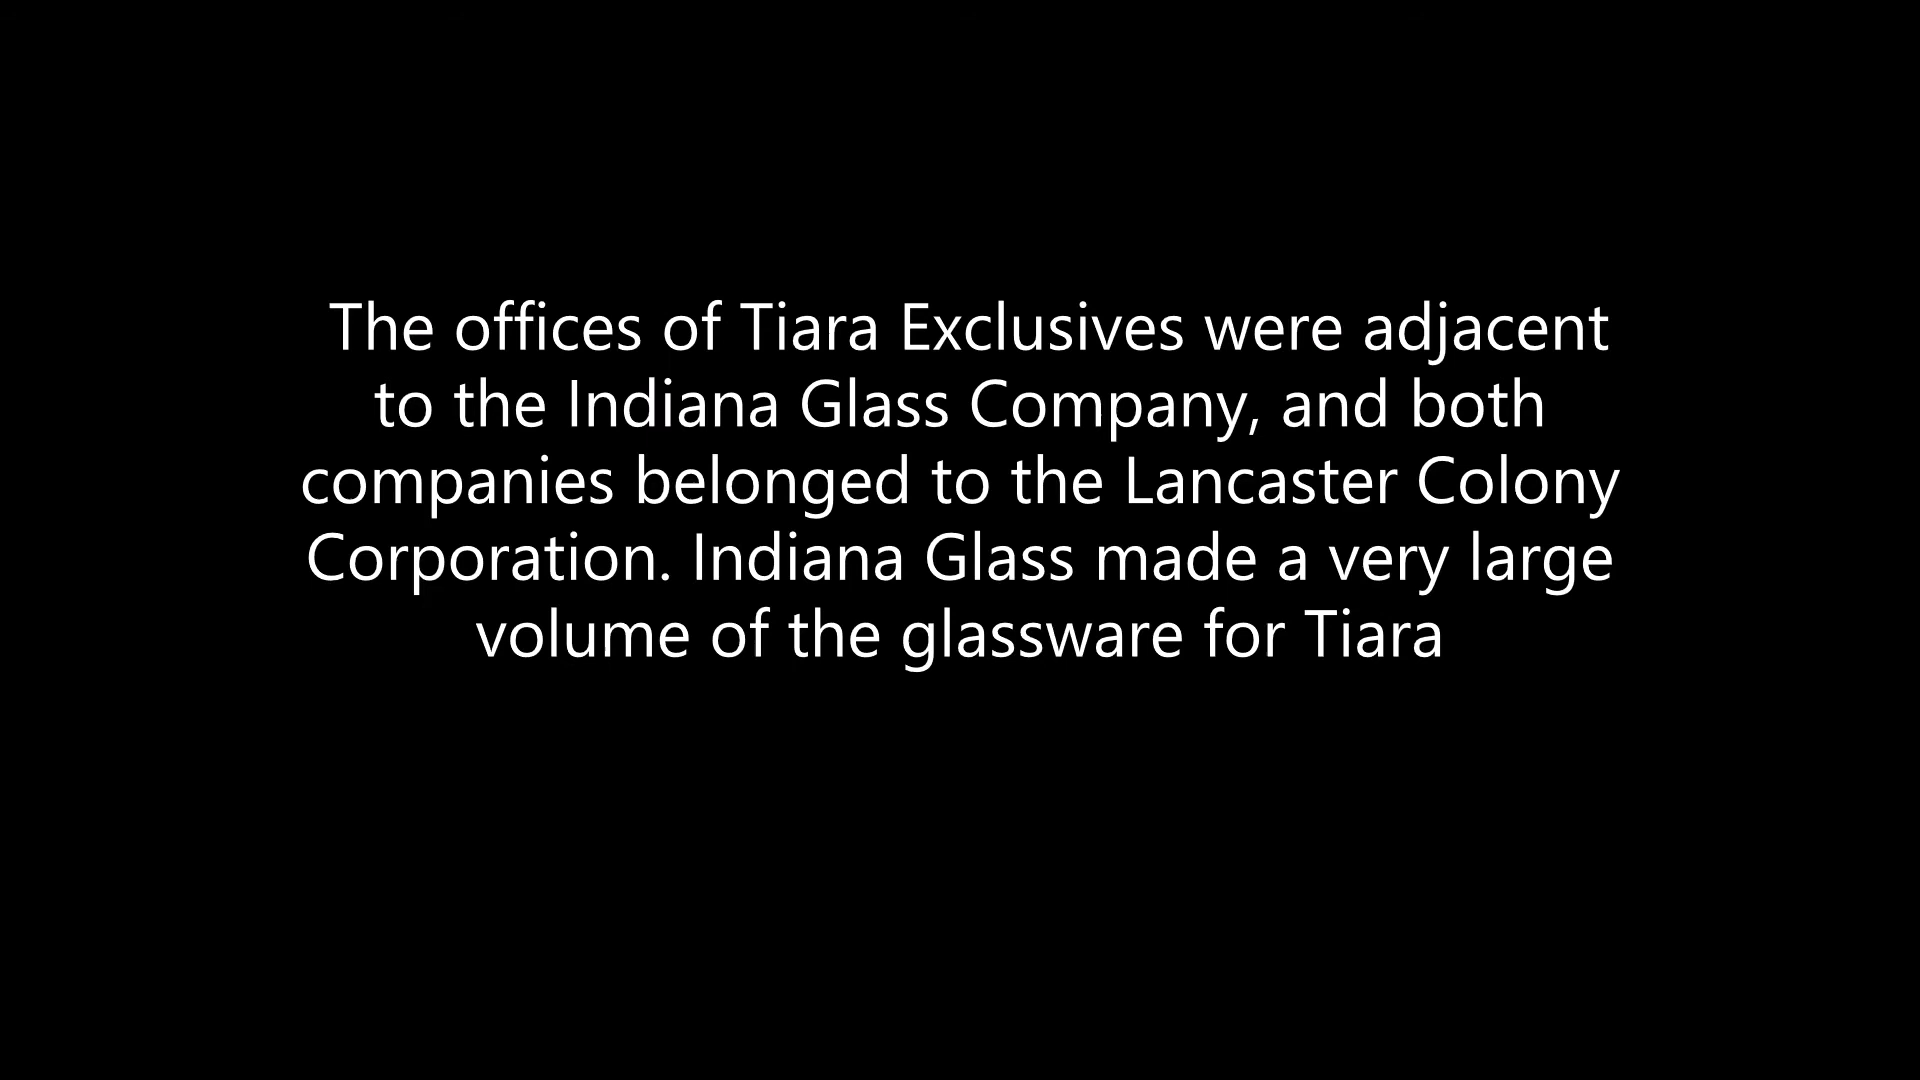 The offices of Tiara Exclusives were adjacent
to the Indiana Glass Company, and both
companies belonged to the Lancaster Colony
Corporation. Indiana Glass made a very large
volume of the glassware for Tiara